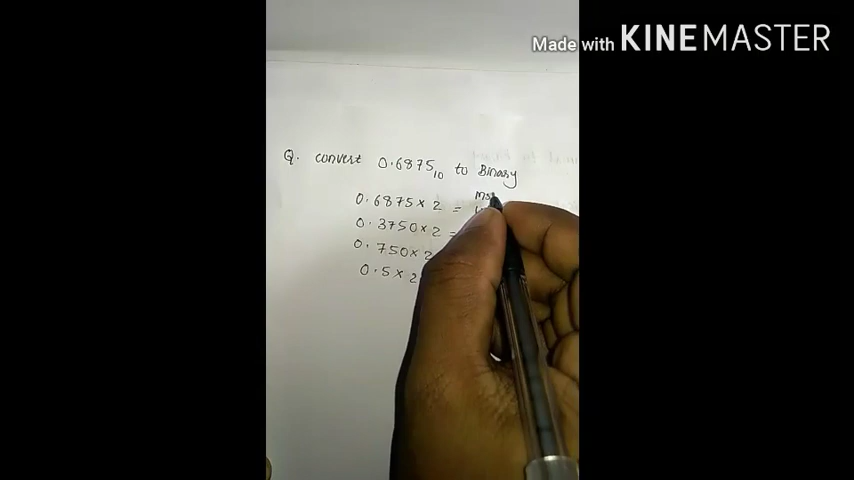 Made with KINEMASTER
Q. convert 0.6875₁₀ to Binary
0.6875 × 2 =
0.3750 × 2 =
0.750 × 2
0.5 × 2